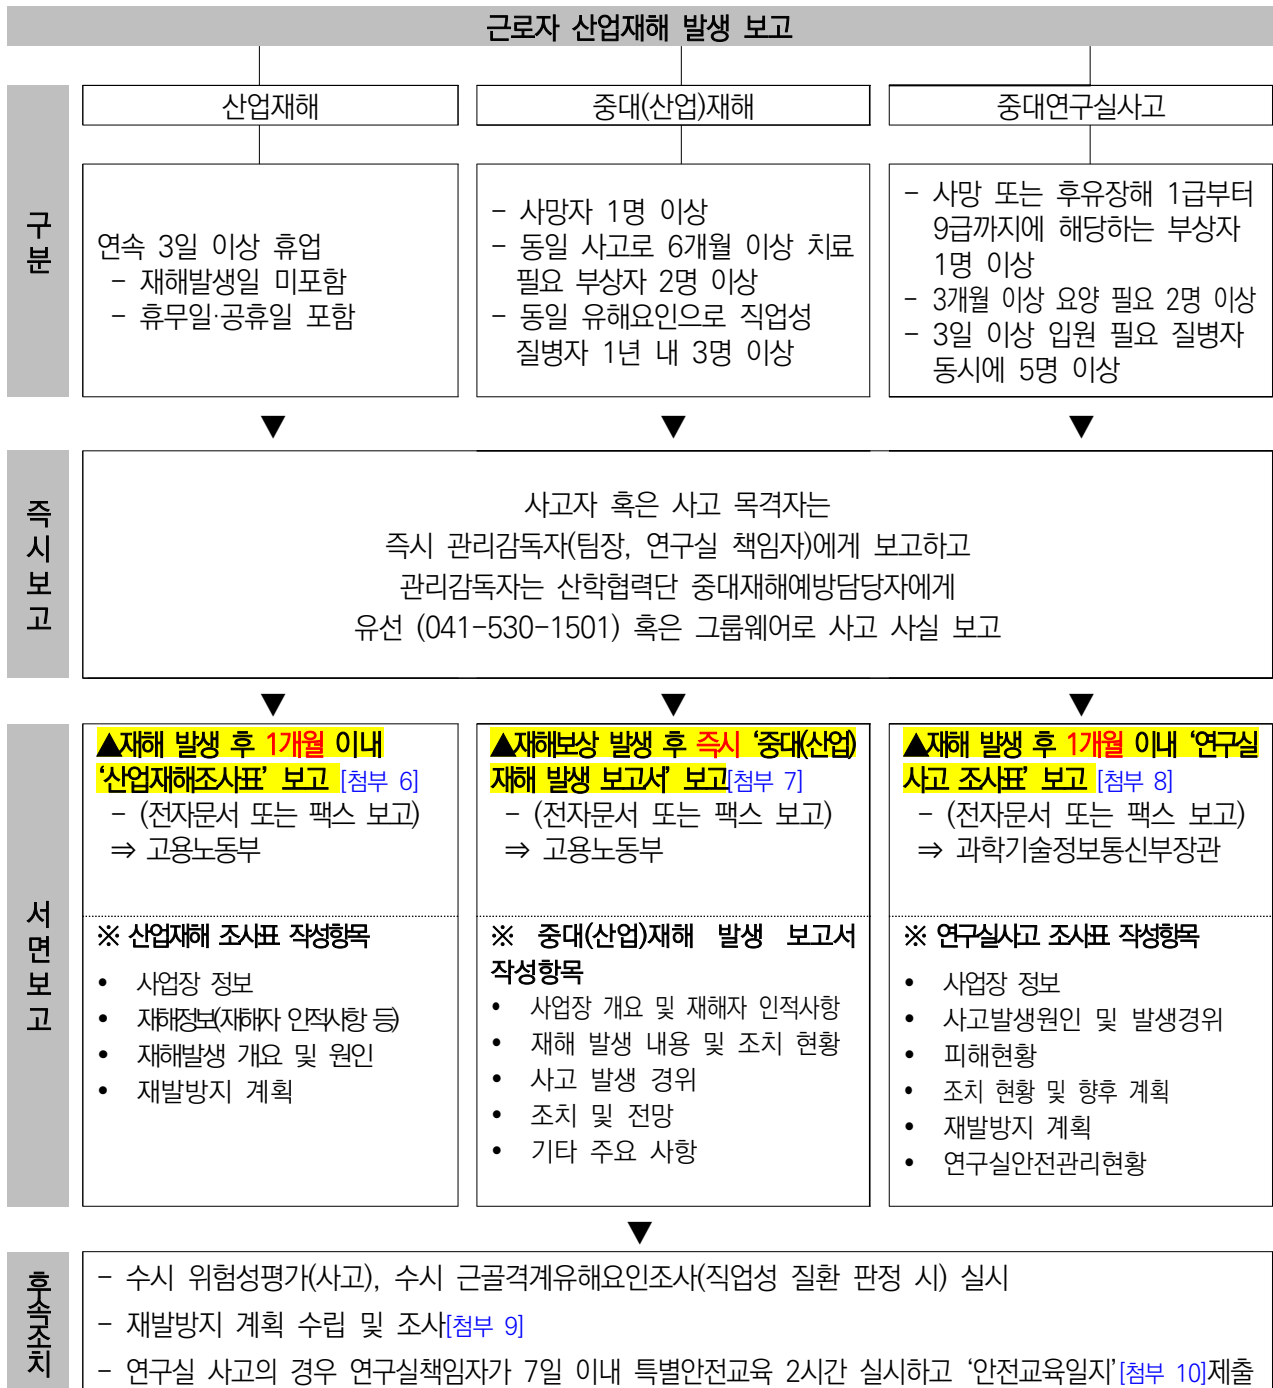 근로자 산업재해 발생 보고
구분
산업재해
연속 3일 이상 휴업
- 재해발생일 미포함
- 휴무일·공휴일 포함
중대(산업)재해
- 사망자 1명 이상
- 동일 사고로 6개월 이상 치료
필요 부상자 2명 이상
- 동일 유해요인으로 직업성
질병자 1년 내 3명 이상
중대연구실사고
- 사망 또는 후유장해 1급부터
9급까지에 해당하는 부상자
1명 이상
- 3개월 이상 요양 필요 2명 이상
- 3일 이상 입원 필요 질병자
동시에 5명 이상
▼ ▼ ▼
즉시보고
사고자 혹은 사고 목격자는
즉시 관리감독자(팀장, 연구실 책임자)에게 보고하고
관리감독자는 산학협력단 중대재해예방담당자에게
유선 (041-530-1501) 혹은 그룹웨어로 사고 사실 보고
▼ ▼ ▼
서면보고
▲재해 발생 후 1개월 이내
‘산업재해조사표’ 보고 [첨부 6]
- (전자문서 또는 팩스 보고)
⇒ 고용노동부
※ 산업재해 조사표 작성항목
• 사업장 정보
• 재해정보(재해자 인적사항 등)
• 재해발생 개요 및 원인
• 재발방지 계획
▲재해보상 발생 후 즉시 ‘중대(산업)
재해 발생 보고서’ 보고[첨부 7]
- (전자문서 또는 팩스 보고)
⇒ 고용노동부
※ 중대(산업)재해 발생 보고서
작성항목
• 사업장 개요 및 재해자 인적사항
• 재해 발생 내용 및 조치 현황
• 사고 발생 경위
• 조치 및 전망
• 기타 주요 사항
▲재해 발생 후 1개월 이내 ‘연구실
사고 조사표’ 보고 [첨부 8]
- (전자문서 또는 팩스 보고)
⇒ 과학기술정보통신부장관
※ 연구실사고 조사표 작성항목
• 사업장 정보
• 사고발생원인 및 발생경위
• 피해현황
• 조치 현황 및 향후 계획
• 재발방지 계획
• 연구실안전관리현황
▼
후속조치
- 수시 위험성평가(사고), 수시 근골격계유해요인조사(직업성 질환 판정 시) 실시
- 재발방지 계획 수립 및 조사[첨부 9]
- 연구실 사고의 경우 연구실책임자가 7일 이내 특별안전교육 2시간 실시하고 ‘안전교육일지’[첨부 10]제출